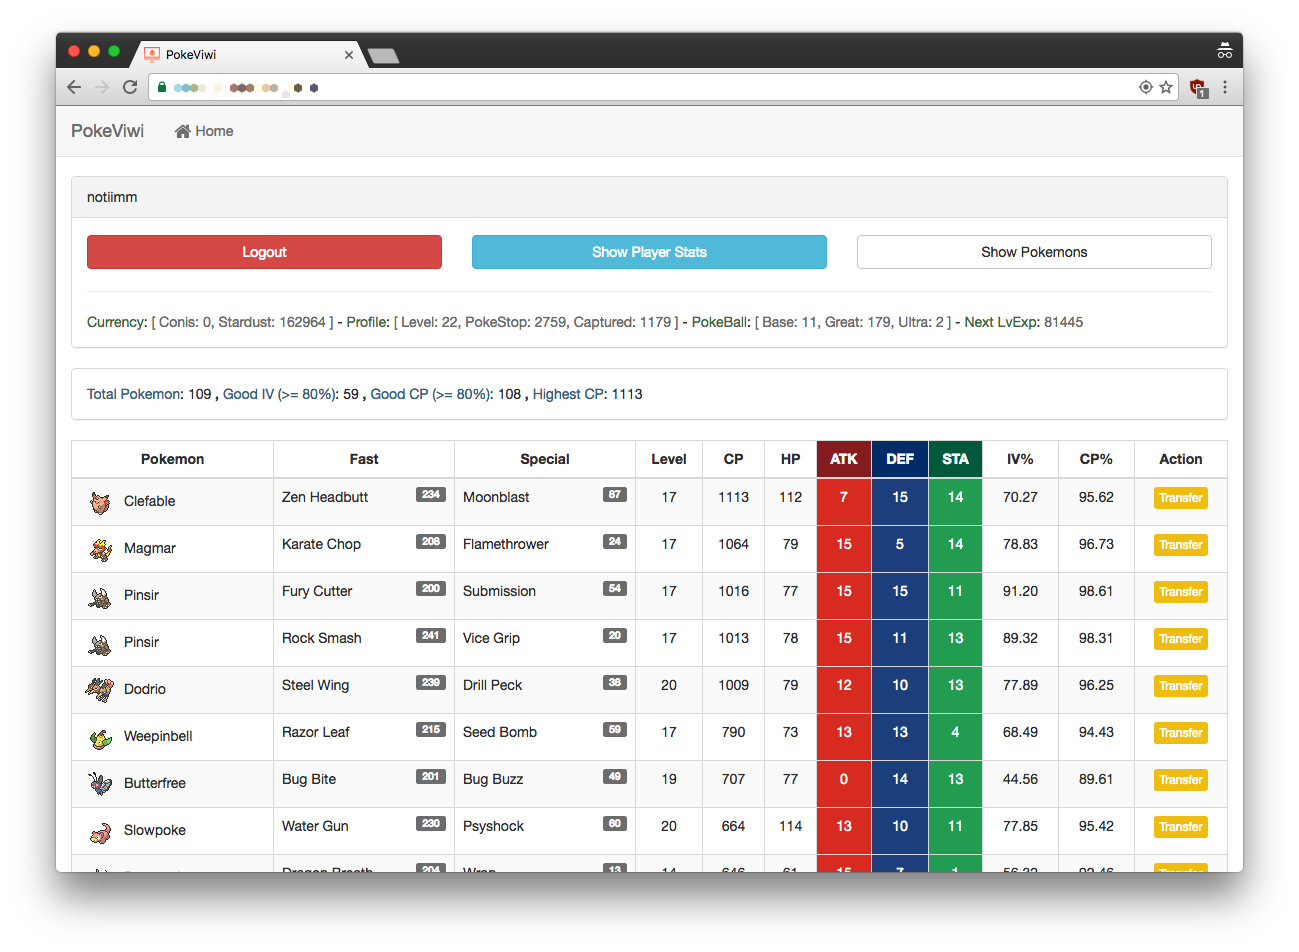 PokeViwi
1
PokeViwi Home
notiimm
Logout Show Player Stats Show Pokemons
Currency: [ Conis: 0, Stardust: 162964 ] - Profile: [ Level: 22, PokeStop: 2759, Captured: 1179 ] - PokeBall: [ Base: 11, Great: 179, Ultra: 2 ] - Next LvExp: 81445
Total Pokemon: 109 , Good IV (>= 80%): 59 , Good CP (>= 80%): 108 , Highest CP: 1113
Pokemon Fast Special Level CP HP ATK DEF STA IV% CP% Action
Clefable Zen Headbutt 234 Moonblast 87 17 1113 112 7 15 14 70.27 95.62 Transfer
Magmar Karate Chop 208 Flamethrower 24 17 1064 79 15 5 14 78.83 96.73 Transfer
Pinsir Fury Cutter 200 Submission 54 17 1016 77 15 15 11 91.20 98.61 Transfer
Pinsir Rock Smash 241 Vice Grip 20 17 1013 78 15 11 13 89.32 98.31 Transfer
Dodrio Steel Wing 239 Drill Peck 38 20 1009 79 12 10 13 77.89 96.25 Transfer
Weepinbell Razor Leaf 215 Seed Bomb 59 17 790 73 13 13 4 68.49 94.43 Transfer
Butterfree Bug Bite 201 Bug Buzz 49 19 707 77 0 14 13 44.56 89.61 Transfer
Slowpoke Water Gun 230 Psyshock 60 20 664 114 13 10 11 77.85 95.42 Transfer
Dragon Breath 204 Wrap 13 14 646 61 15 7 1 56.32 92.46 Transfer